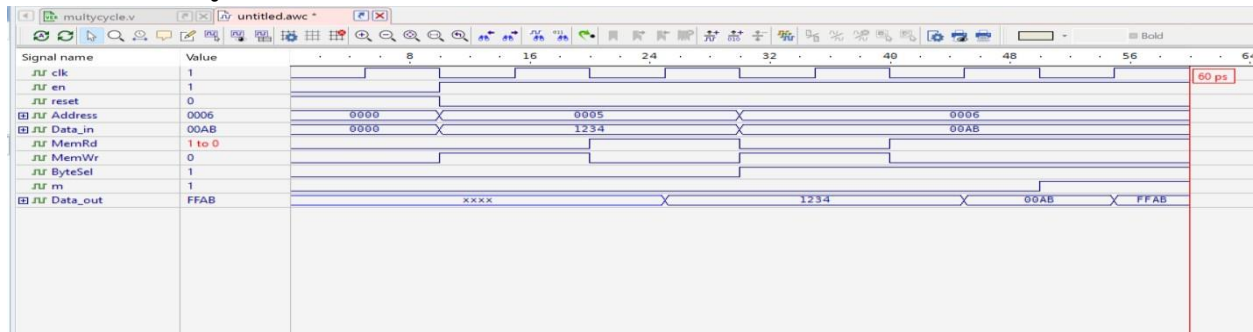 multycycle.v untitled.awc *
Bold
Signal name Value 8 16 24 32 40 48 56 64
clk 1 60 ps
en 1
reset 0
Address 0006 0000 0005 0006
Data_in 00AB 0000 1234 00AB
MemRd 1 to 0
MemWr 0
ByteSel 1
m 1
Data_out FFAB xxxx 1234 00AB FFAB